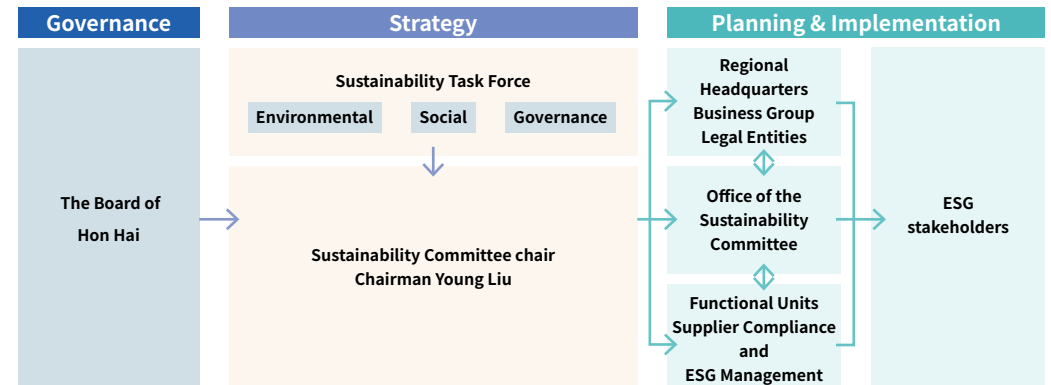 Governance
Strategy
Planning & Implementation
The Board of
Hon Hai
Sustainability Task Force
Environmental
Social
Governance
Sustainability Committee chair
Chairman Young Liu
Regional
Headquarters
Business Group
Legal Entities
Office of the
Sustainability
Committee
Functional Units
Supplier Compliance
and
ESG Management
ESG
stakeholders